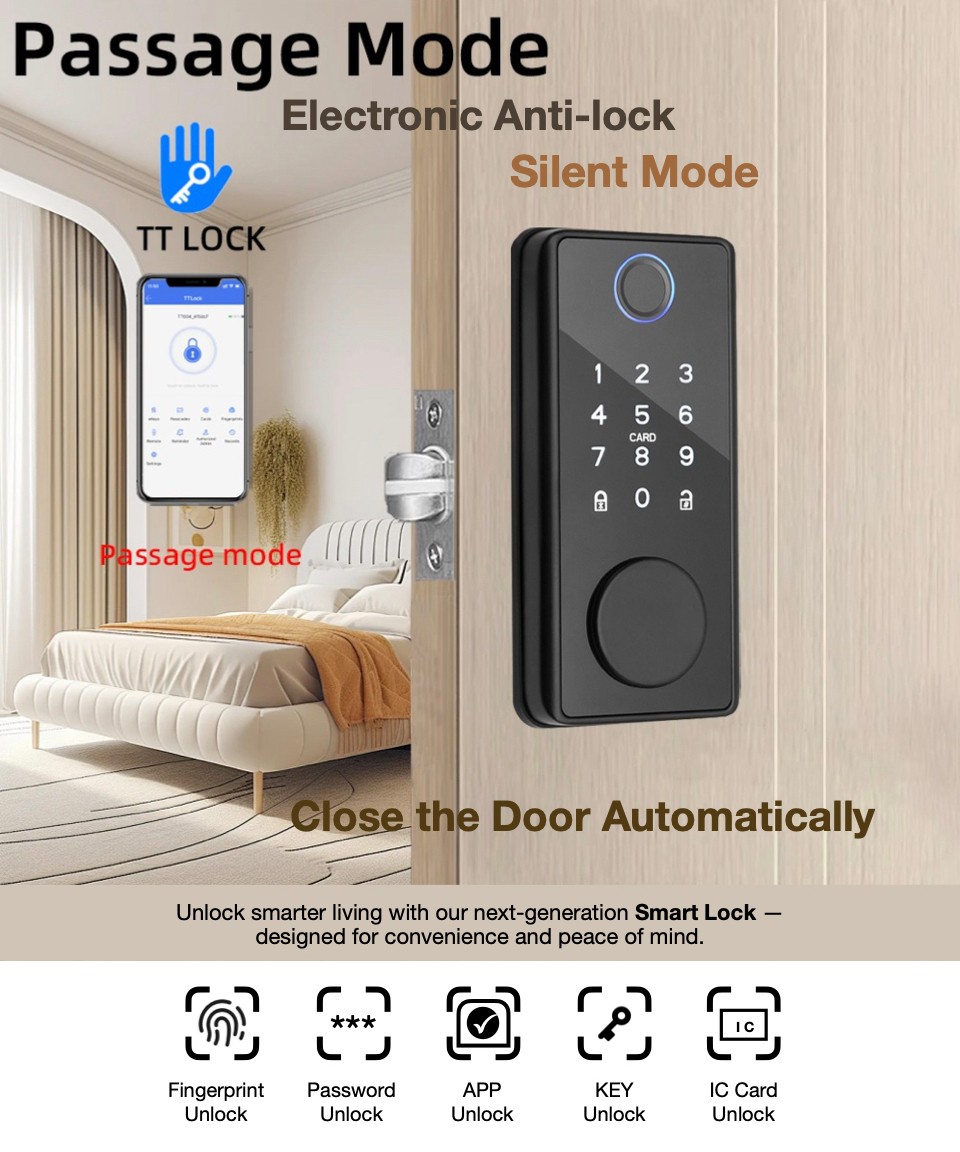 Passage Mode
Electronic Anti-lock
Silent Mode
TT LOCK
TTLock
Passage mode
1 2 3
4 5 6
CARD
7 8 9
0
Close the Door Automatically
Unlock smarter living with our next-generation Smart Lock —
designed for convenience and peace of mind.
***
IC
Fingerprint
Unlock
Password
Unlock
APP
Unlock
KEY
Unlock
IC Card
Unlock